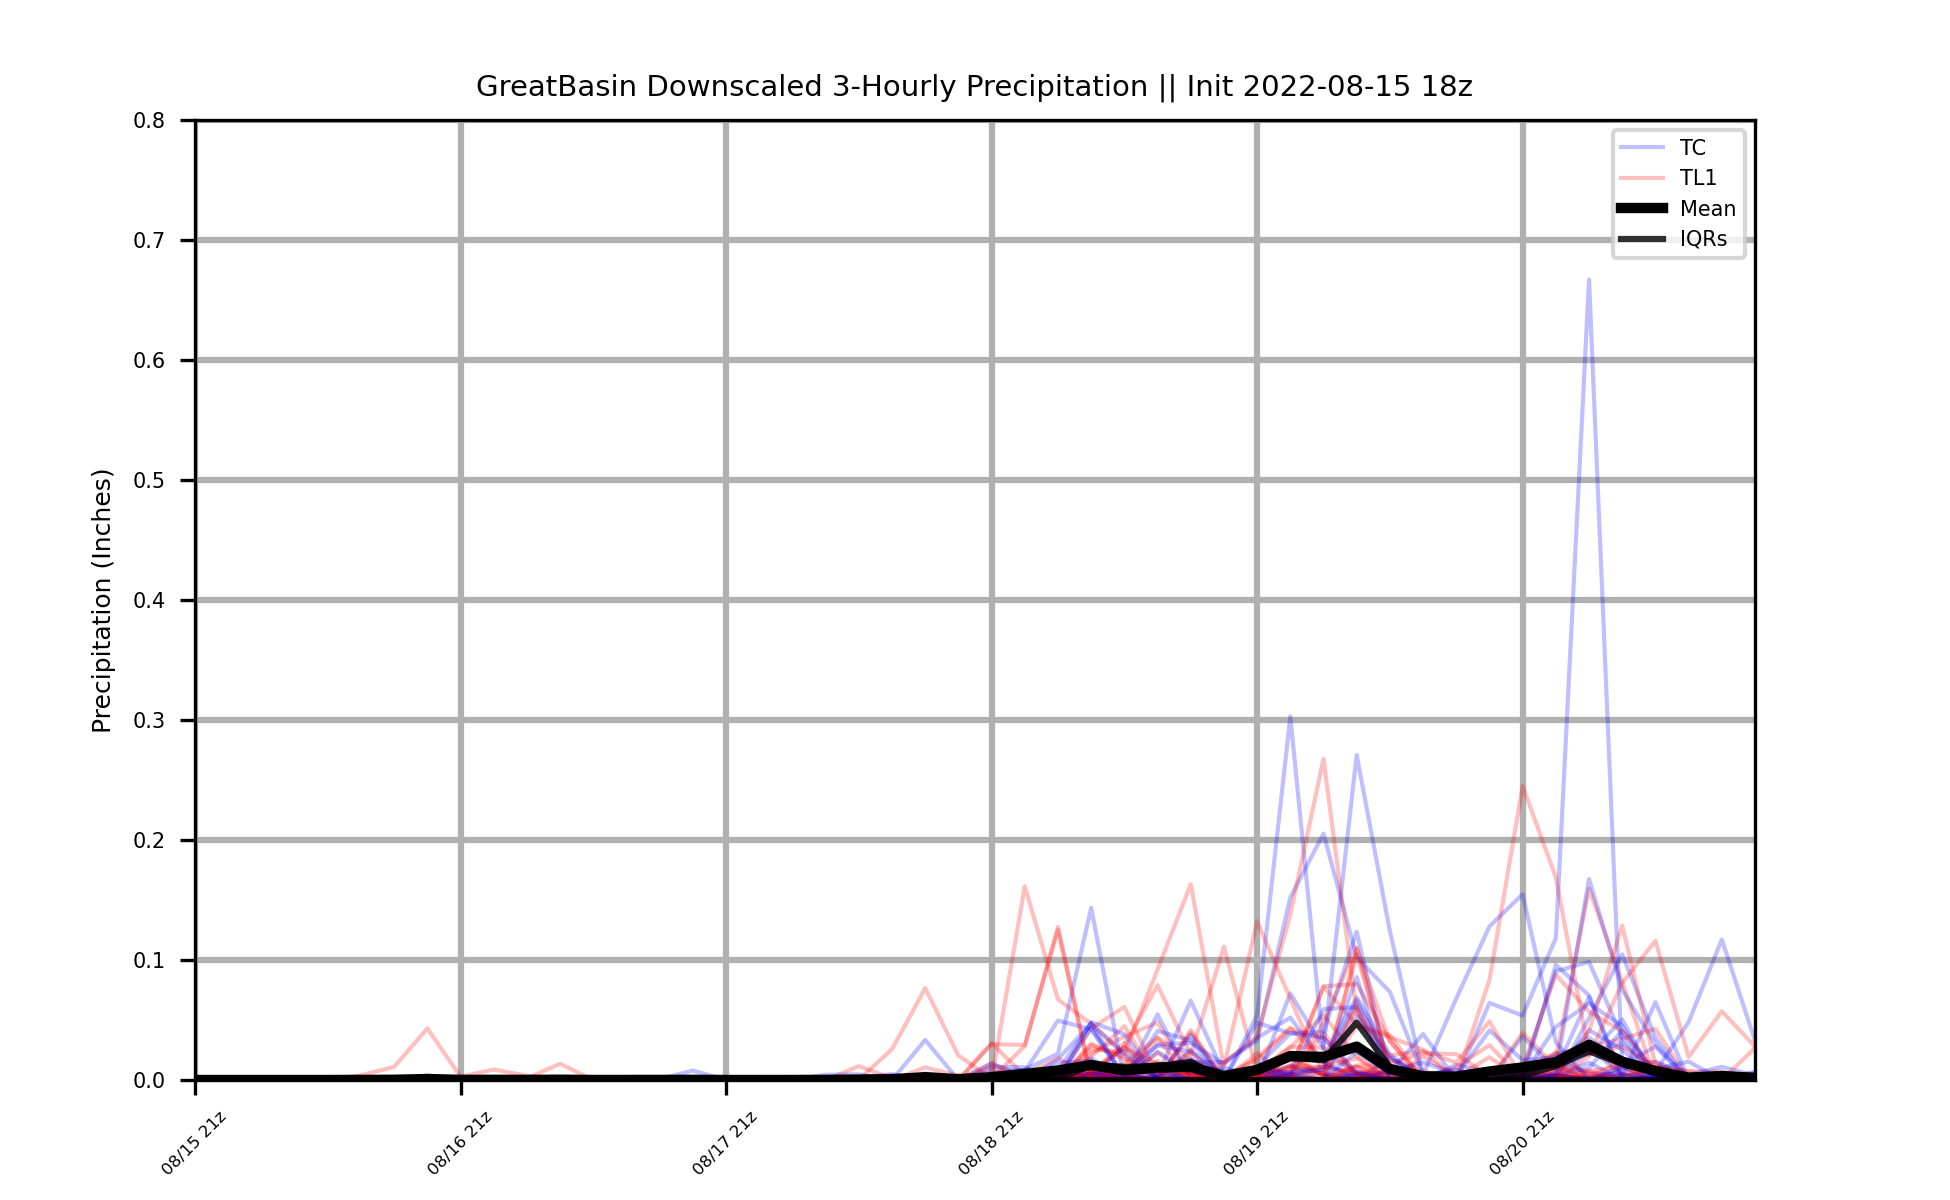 GreatBasin Downscaled 3-Hourly Precipitation || Init 2022-08-15 18z
TC
TL1
Mean
IQRs
Precipitation (Inches)
0.8
0.7
0.6
0.5
0.4
0.3
0.2
0.1
0.0
08/15 21z
08/16 21z
08/17 21z
08/18 21z
08/19 21z
08/20 21z